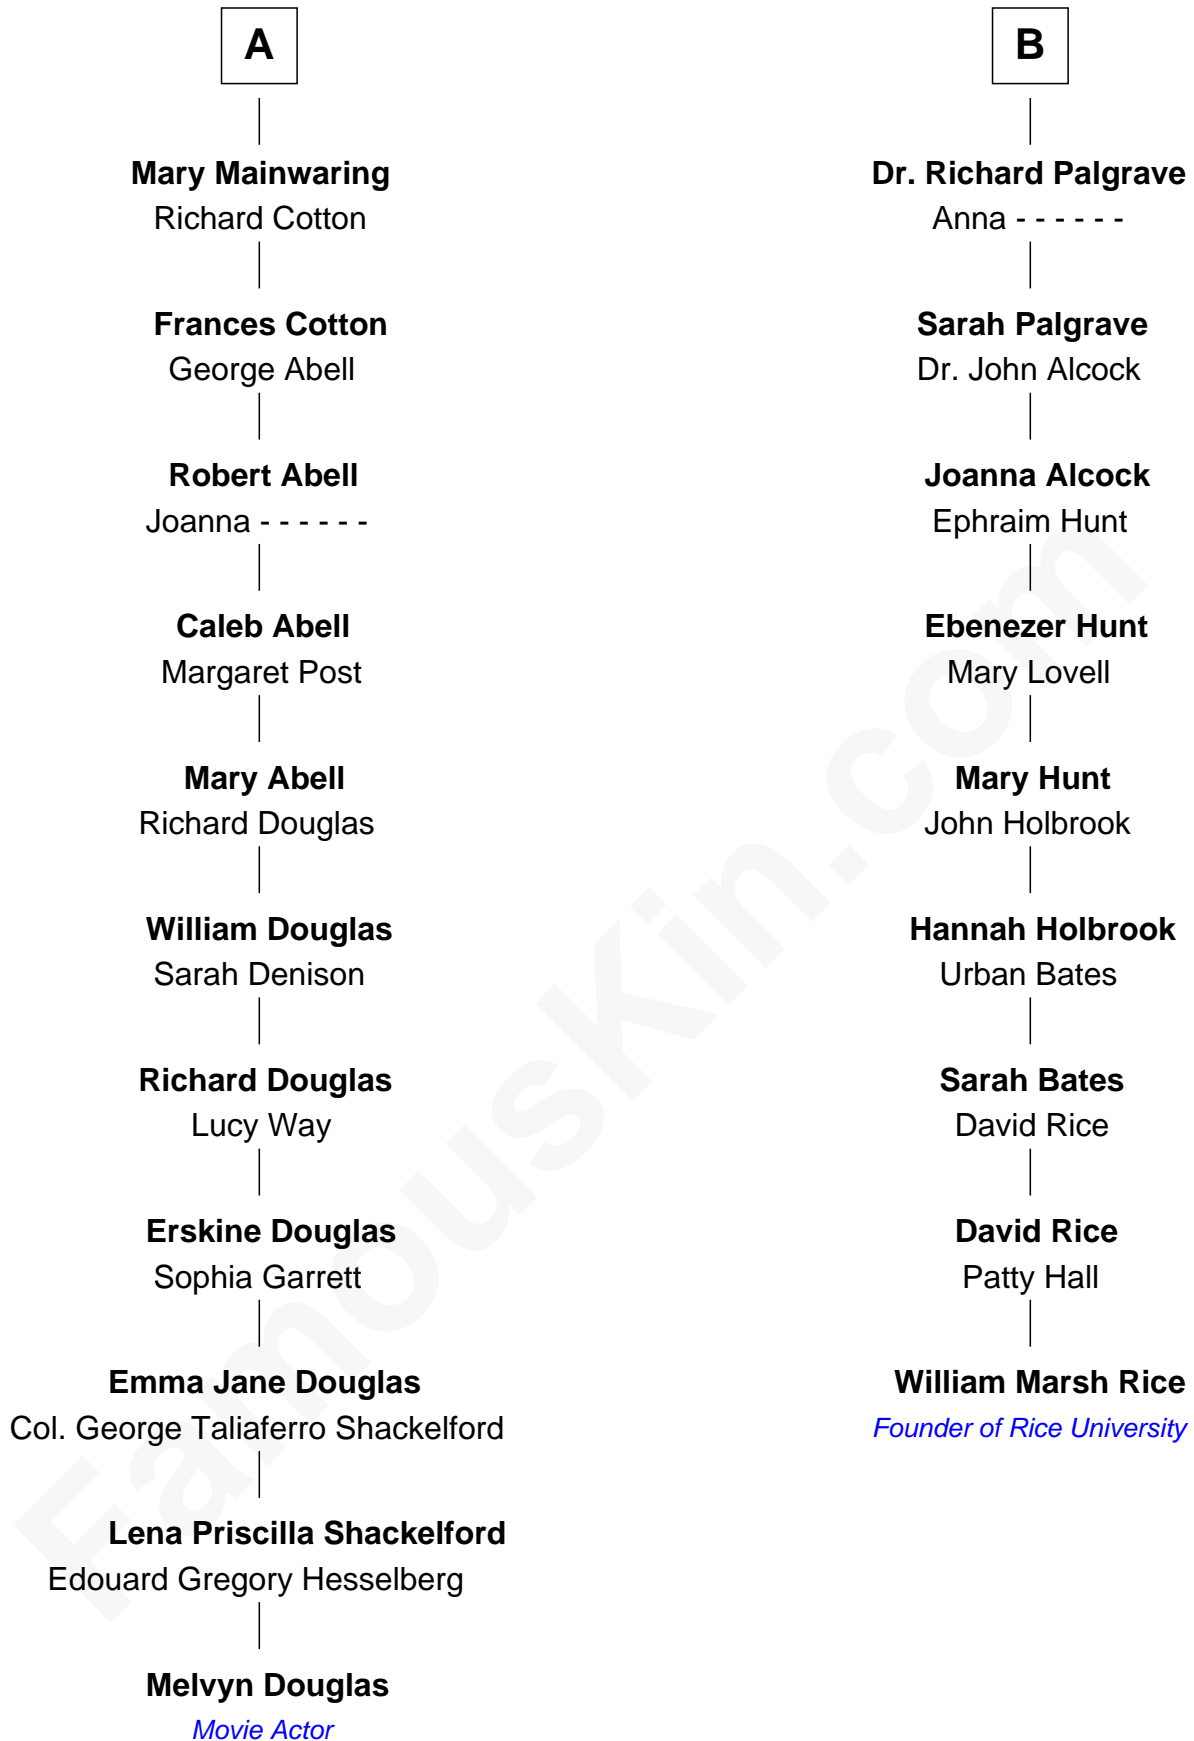 A
Mary Mainwaring
Richard Cotton
Frances Cotton
George Abell
Robert Abell
Joanna - - - - - -
Caleb Abell
Margaret Post
Mary Abell
Richard Douglas
William Douglas
Sarah Denison
Richard Douglas
Lucy Way
Erskine Douglas
Sophia Garrett
Emma Jane Douglas
Col. George Taliaferro Shackelford
Lena Priscilla Shackelford
Edouard Gregory Hesselberg
Melvyn Douglas
Movie Actor
B
Dr. Richard Palgrave
Anna - - - - - -
Sarah Palgrave
Dr. John Alcock
Joanna Alcock
Ephraim Hunt
Ebenezer Hunt
Mary Lovell
Mary Hunt
John Holbrook
Hannah Holbrook
Urban Bates
Sarah Bates
David Rice
David Rice
Patty Hall
William Marsh Rice
Founder of Rice University
FamousKin.com